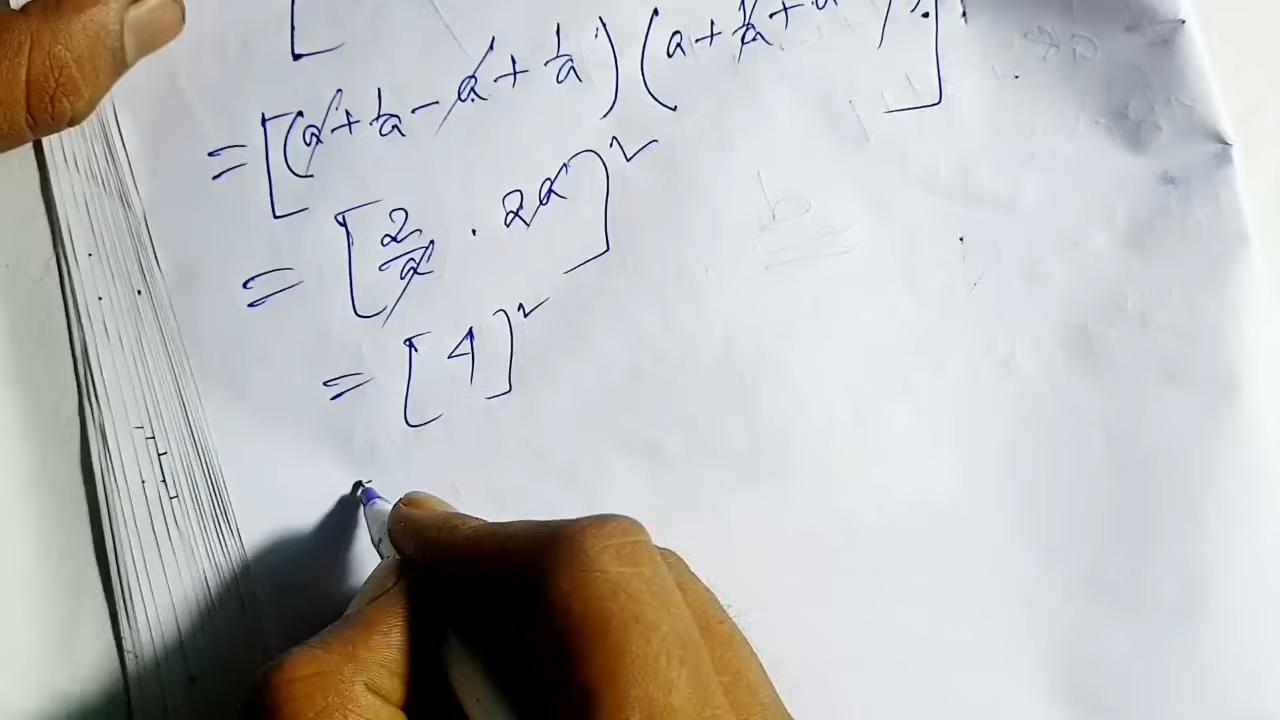 = [(a + 1/a - a + 1/a) (a + 1/a + a
= [2/a . 2a]²
= [4]²